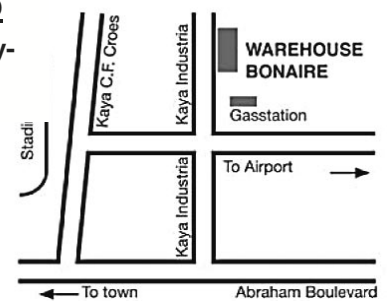 y-
Kaya C.F. Croes
Kaya Industria
WAREHOUSE
BONAIRE
Gasstation
Stadi
Kaya Industria
To Airport
To town
Abraham Boulevard